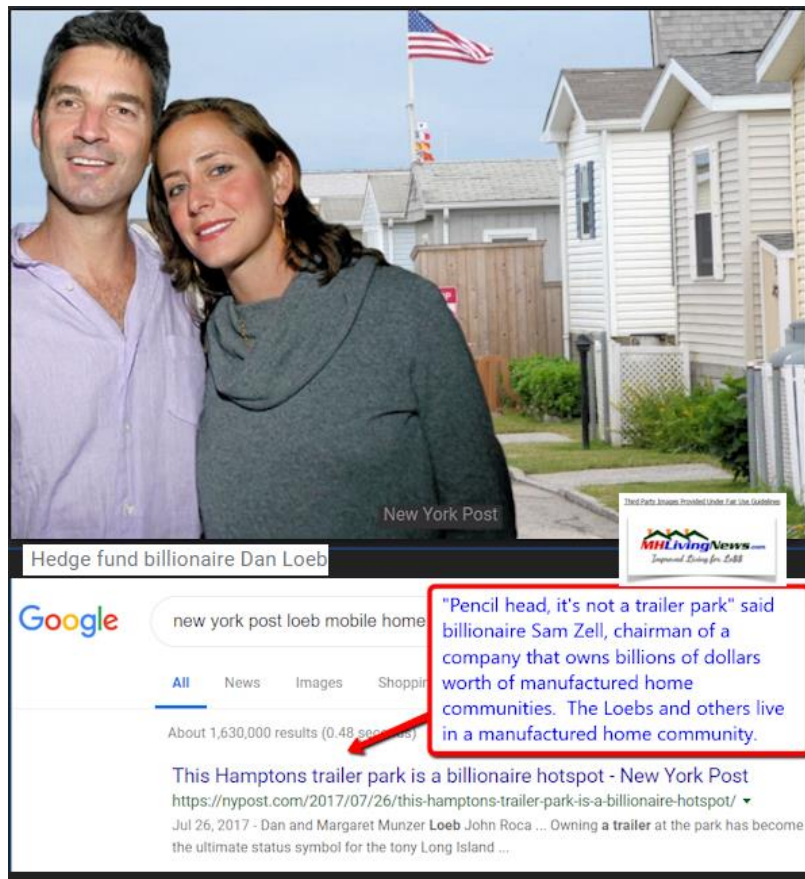 New York Post
Third Party Images Provided Under Fair Use Guidelines
MHLivingNews.com
Improved Living for Le$$
Hedge fund billionaire Dan Loeb
Google
new york post loeb mobile home
All News Images Shoppin
About 1,630,000 results (0.48 seconds)
"Pencil head, it's not a trailer park" said
billionaire Sam Zell, chairman of a
company that owns billions of dollars
worth of manufactured home
communities. The Loebs and others live
in a manufactured home community.
This Hamptons trailer park is a billionaire hotspot - New York Post
https://nypost.com/2017/07/26/this-hamptons-trailer-park-is-a-billionaire-hotspot/
Jul 26, 2017 - Dan and Margaret Munzer Loeb John Roca ... Owning a trailer at the park has become
the ultimate status symbol for the tony Long Island ...